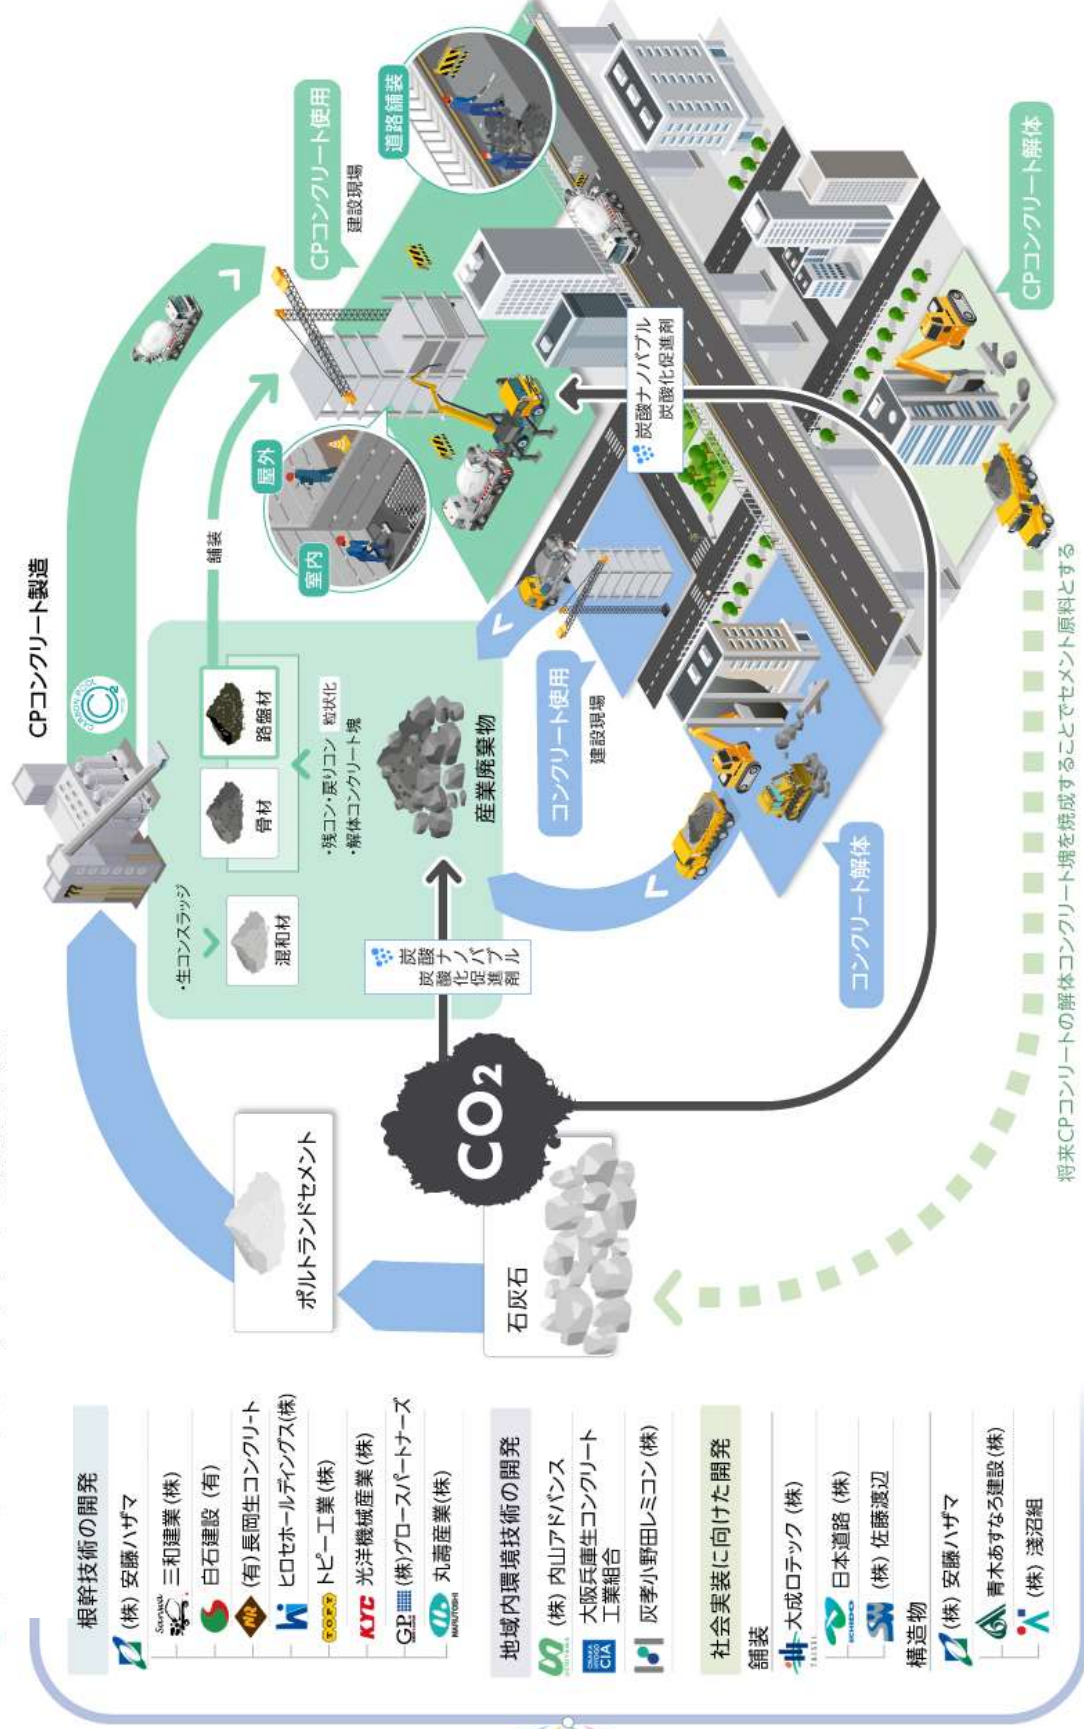 根幹技術の開発
(株) 安藤ハザマ
Sanwa
三和建業(株)
白石建設 (有)
NR
(有)長岡生コンクリート
ヒロセホールディングス(株)
TOPY
トピー工業(株)
KYC
光洋機械産業(株)
GP
(株)グロースパートナーズ
MARUTOSHI
丸壽産業(株)
地域内環境技術の開発
UCHIYAMA
(株) 内山アドバンス
OSAKA HYOGO CIA
大阪兵庫生コンクリート
工業組合
灰孝小野田レミコン(株)
社会実装に向けた開発
舗装
TAISEI
大成ロテック (株)
NICHIDO
日本道路 (株)
SW
(株) 佐藤渡辺
構造物
(株) 安藤ハザマ
青木あすなろ建設(株)
(株) 淺沼組
CPコンクリート製造
CO2
ポルトランドセメント
石灰石
CO2
・生コンスラッジ
混和材
骨材
路盤材
・残コン・戻りコン 粒状化
・解体コンクリート塊
産業廃棄物
炭酸ナノバブル
炭酸化促進剤
舗装
CPコンクリート使用
建設現場
道路舗装
屋外
室内
炭酸ナノバブル
炭酸化促進剤
コンクリート使用
建設現場
コンクリート解体
CPコンクリート解体
将来CPコンリートの解体コンクリート塊を焼成することでセメント原料とする